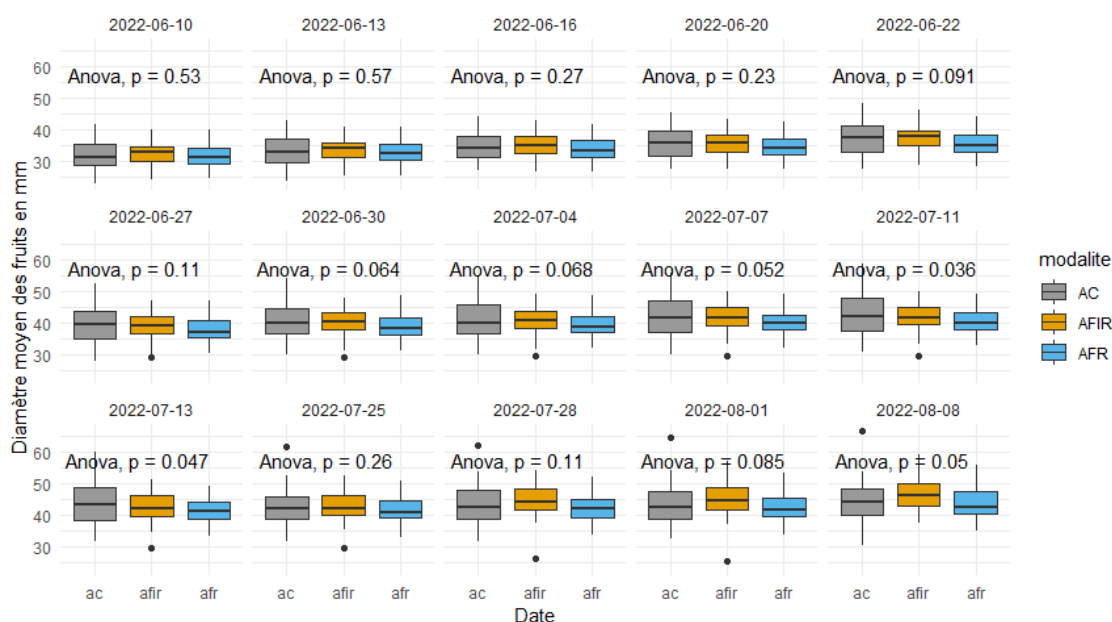 2022-06-10 2022-06-13 2022-06-16 2022-06-20 2022-06-22
Anova, p = 0.53 Anova, p = 0.57 Anova, p = 0.27 Anova, p = 0.23 Anova, p = 0.091
60
50
40
30
2022-06-27 2022-06-30 2022-07-04 2022-07-07 2022-07-11
Anova, p = 0.11 Anova, p = 0.064 Anova, p = 0.068 Anova, p = 0.052 Anova, p = 0.036
60
50
40
30
2022-07-13 2022-07-25 2022-07-28 2022-08-01 2022-08-08
Anova, p = 0.047 Anova, p = 0.26 Anova, p = 0.11 Anova, p = 0.085 Anova, p = 0.05
60
50
40
30
ac afir afr ac afir afr ac afir afr ac afir afr ac afir afr
Date
Diamètre moyen des fruits en mm
modalite
AC
AFIR
AFR